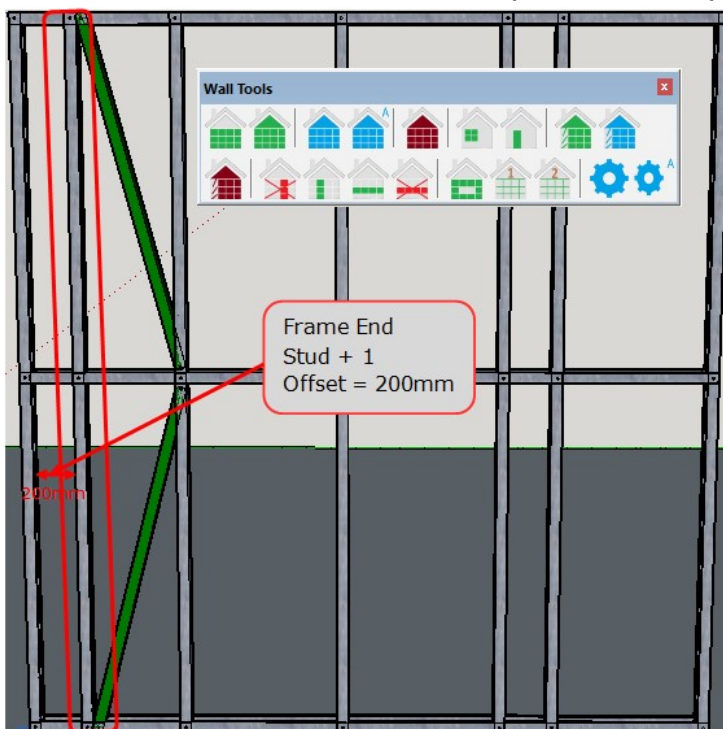 Wall Tools
x
A
1
2
A
Frame End
Stud + 1
Offset = 200mm
200mm